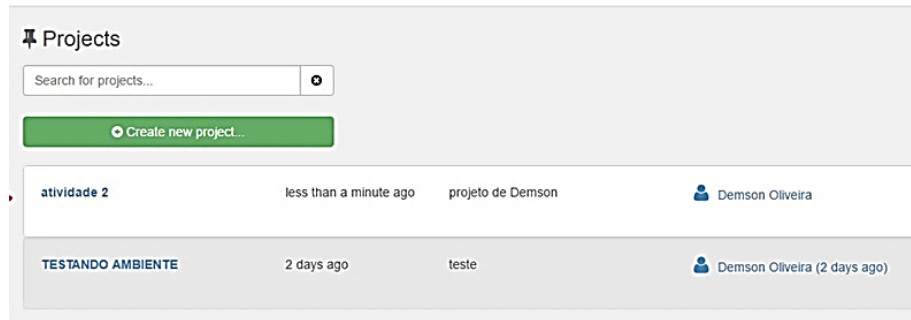 Projects
Search for projects...
Create new project...
atividade 2 less than a minute ago projeto de Demson Demson Oliveira
TESTANDO AMBIENTE 2 days ago teste Demson Oliveira (2 days ago)